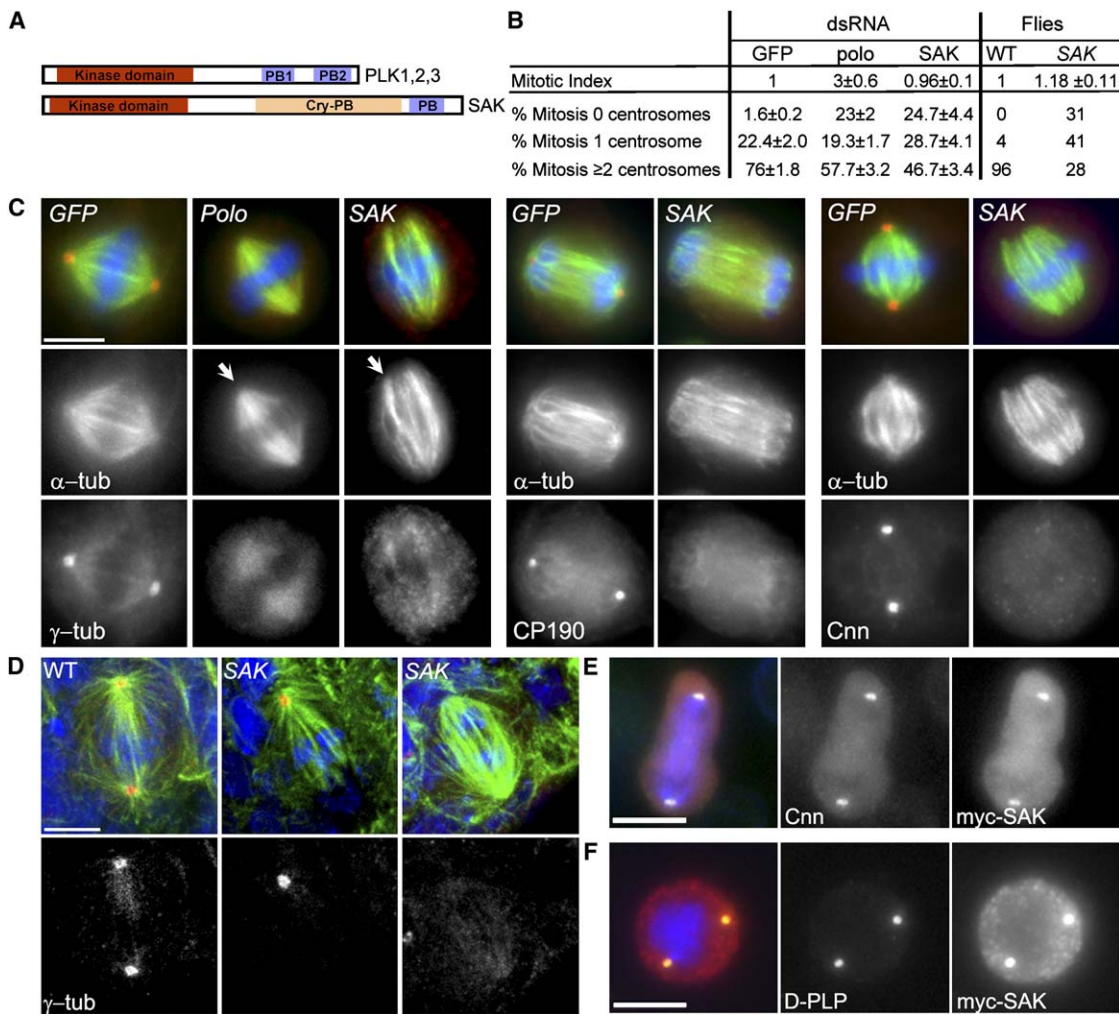 A
Kinase domain PB1 PB2 PLK1,2,3
Kinase domain Cry-PB PB SAK
B
dsRNA Flies
GFP polo SAK WT SAK
Mitotic Index 1 3±0.6 0.96±0.1 1 1.18 ±0.11
% Mitosis 0 centrosomes 1.6±0.2 23±2 24.7±4.4 0 31
% Mitosis 1 centrosome 22.4±2.0 19.3±1.7 28.7±4.1 4 41
% Mitosis ≥2 centrosomes 76±1.8 57.7±3.2 46.7±3.4 96 28
C
GFP Polo SAK GFP SAK GFP SAK
α–tub α–tub α–tub
γ–tub CP190 Cnn
D
WT SAK SAK
γ–tub
E
Cnn myc-SAK
F
D-PLP myc-SAK